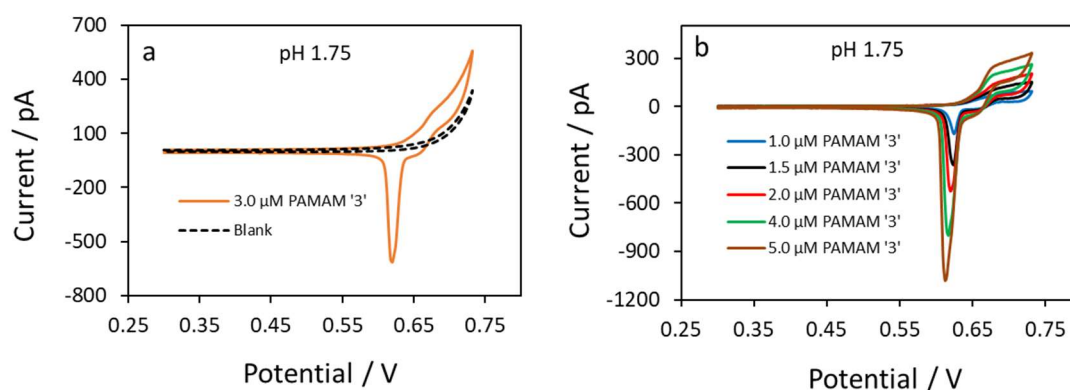 a
pH 1.75
700
400
100
-200
-500
-800
3.0 µM PAMAM '3'
Blank
0.25 0.35 0.45 0.55 0.65 0.75
Current / pA
Potential / V
b
pH 1.75
300
0
-300
-600
-900
-1200
1.0 µM PAMAM '3'
1.5 µM PAMAM '3'
2.0 µM PAMAM '3'
4.0 µM PAMAM '3'
5.0 µM PAMAM '3'
0.25 0.35 0.45 0.55 0.65 0.75
Current / pA
Potential / V